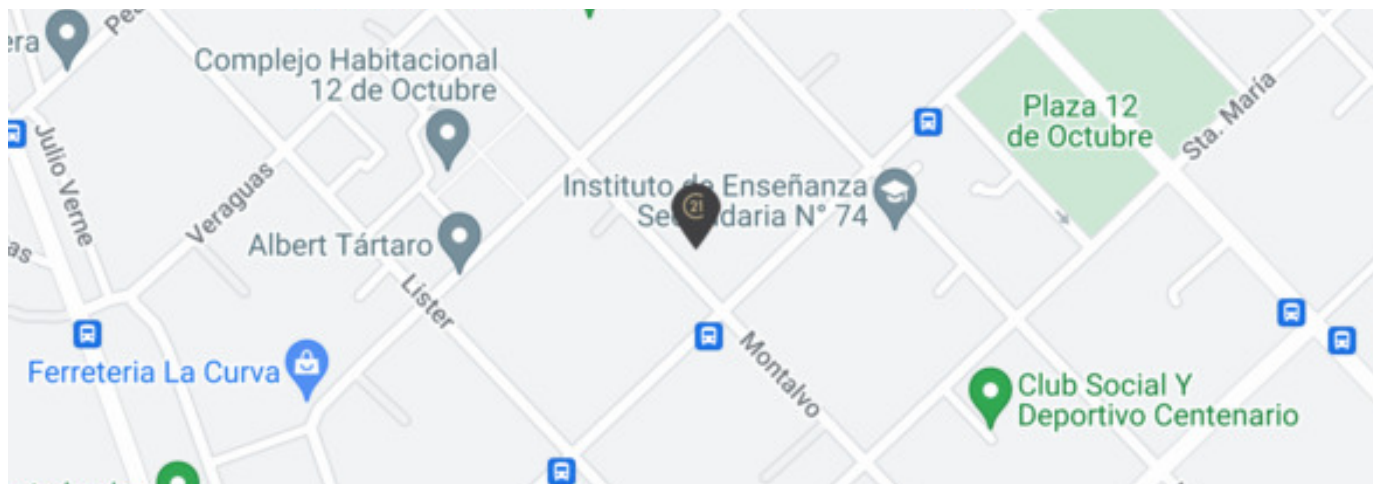 Complejo Habitacional
12 de Octubre
Plaza 12
de Octubre
Sta. María
Julio Verne
Veraguas
Instituto de Enseñanza
Secundaria N° 74
21
Albert Tártaro
Lister
Ferreteria La Curva
Montalvo
Club Social Y
Deportivo Centenario